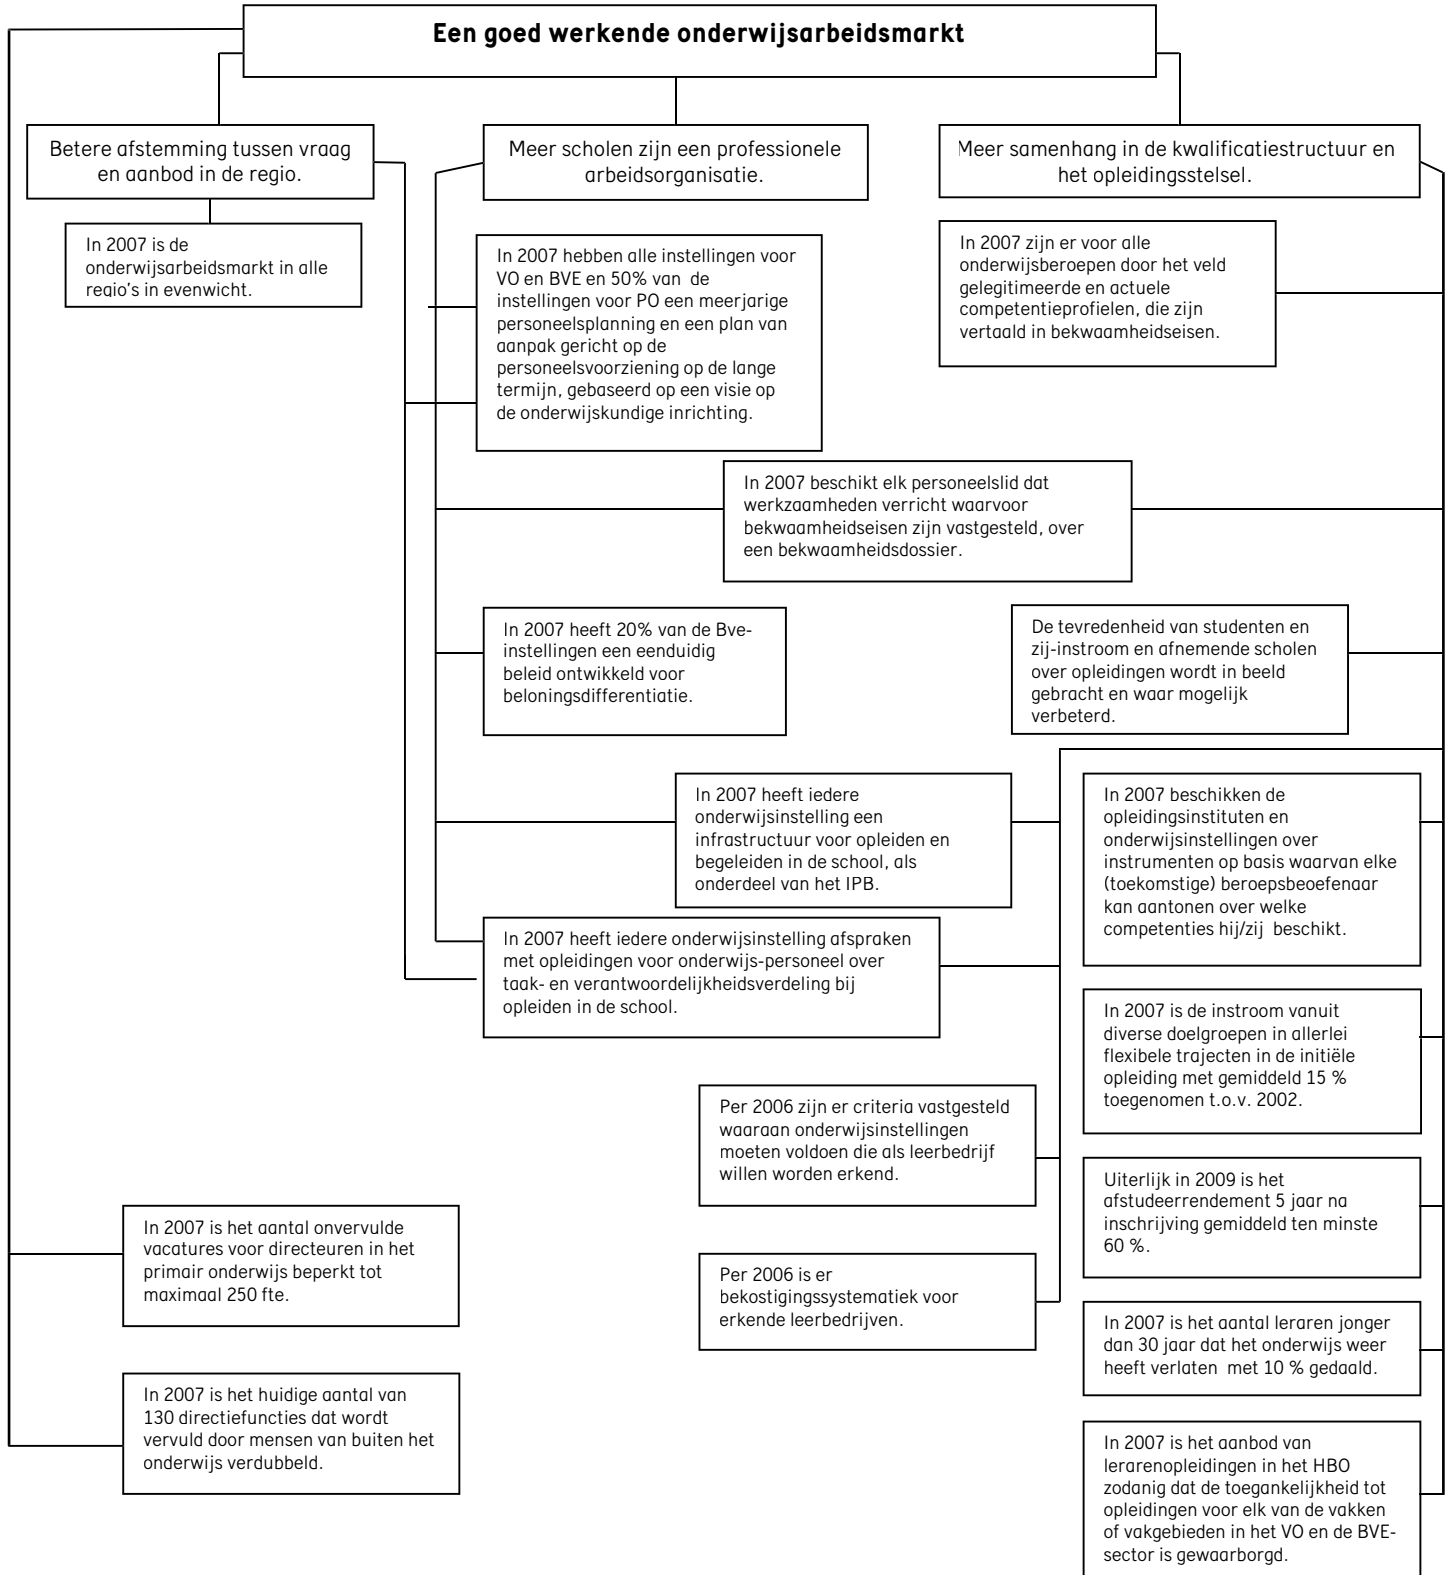 Een goed werkende onderwijsarbeidsmarkt
Betere afstemming tussen vraag
en aanbod in de regio.
Meer scholen zijn een professionele
arbeidsorganisatie.
Meer samenhang in de kwalificatiestructuur en
het opleidingsstelsel.
In 2007 is de
onderwijsarbeidsmarkt in alle
regio's in evenwicht.
In 2007 hebben alle instellingen voor
VO en BVE en 50% van de
instellingen voor PO een meerjarige
personeelsplanning en een plan van
aanpak gericht op de
personeelsvoorziening op de lange
termijn, gebaseerd op een visie op
de onderwijskundige inrichting.
In 2007 zijn er voor alle
onderwijsberoepen door het veld
gelegitimeerde en actuele
competentieprofielen, die zijn
vertaald in bekwaamheidseisen.
In 2007 beschikt elk personeelslid dat
werkzaamheden verricht waarvoor
bekwaamheidseisen zijn vastgesteld, over
een bekwaamheidsdossier.
In 2007 heeft 20% van de Bve-
instellingen een eenduidig
beleid ontwikkeld voor
beloningsdifferentiatie.
De tevredenheid van studenten en
zij-instroom en afnemende scholen
over opleidingen wordt in beeld
gebracht en waar mogelijk
verbeterd.
In 2007 heeft iedere
onderwijsinstelling een
infrastructuur voor opleiden en
begeleiden in de school, als
onderdeel van het IPB.
In 2007 beschikken de
opleidingsinstituten en
onderwijsinstellingen over
instrumenten op basis waarvan elke
(toekomstige) beroepsbeoefenaar
kan aantonen over welke
competenties hij/zij beschikt.
In 2007 heeft iedere onderwijsinstelling afspraken
met opleidingen voor onderwijs-personeel over
taak- en verantwoordelijkheidsverdeling bij
opleiden in de school.
In 2007 is de instroom vanuit
diverse doelgroepen in allerlei
flexibele trajecten in de initiële
opleiding met gemiddeld 15 %
toegenomen t.o.v. 2002.
Per 2006 zijn er criteria vastgesteld
waaraan onderwijsinstellingen
moeten voldoen die als leerbedrijf
willen worden erkend.
Uiterlijk in 2009 is het
afstudeerrendement 5 jaar na
inschrijving gemiddeld ten minste
60 %.
In 2007 is het aantal onvervulde
vacatures voor directeuren in het
primair onderwijs beperkt tot
maximaal 250 fte.
Per 2006 is er
bekostigingssystematiek voor
erkende leerbedrijven.
In 2007 is het aantal leraren jonger
dan 30 jaar dat het onderwijs weer
heeft verlaten met 10 % gedaald.
In 2007 is het huidige aantal van
130 directiefuncties dat wordt
vervuld door mensen van buiten het
onderwijs verdubbeld.
In 2007 is het aanbod van
lerarenopleidingen in het HBO
zodanig dat de toegankelijkheid tot
opleidingen voor elk van de vakken
of vakgebieden in het VO en de BVE-
sector is gewaarborgd.